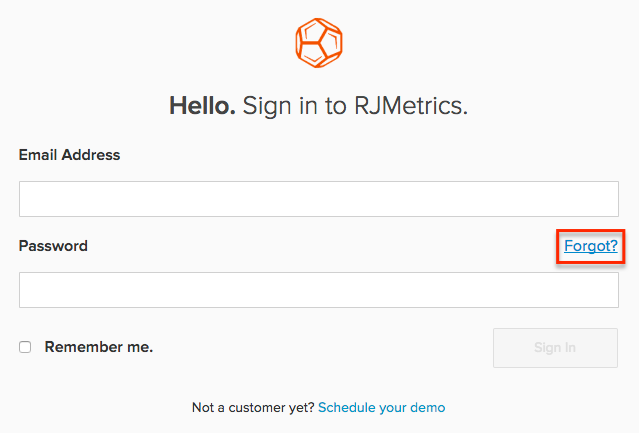 Hello. Sign in to RJMetrics.
Email Address
Password Forgot?
Remember me. Sign In
Not a customer yet? Schedule your demo